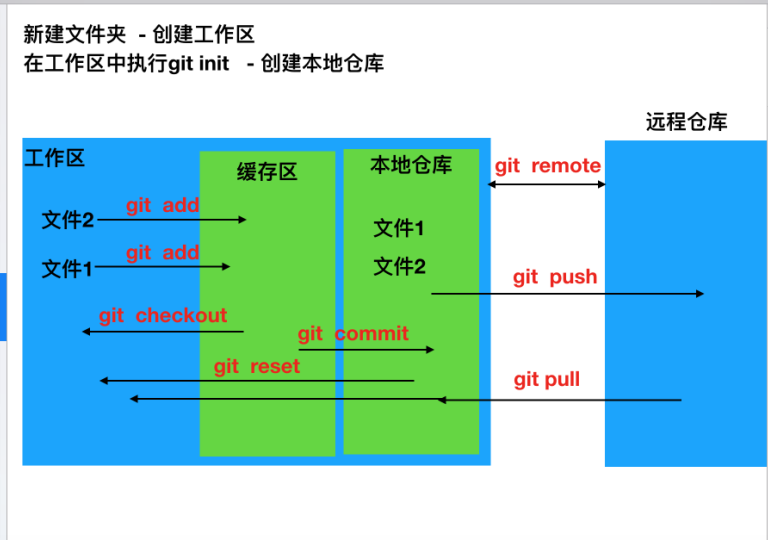 新建文件夹 - 创建工作区
在工作区中执行git init - 创建本地仓库
远程仓库
工作区
缓存区
本地仓库
git remote
文件2
git add
文件1
文件1
git add
文件2
git push
git checkout
git commit
git reset
git pull